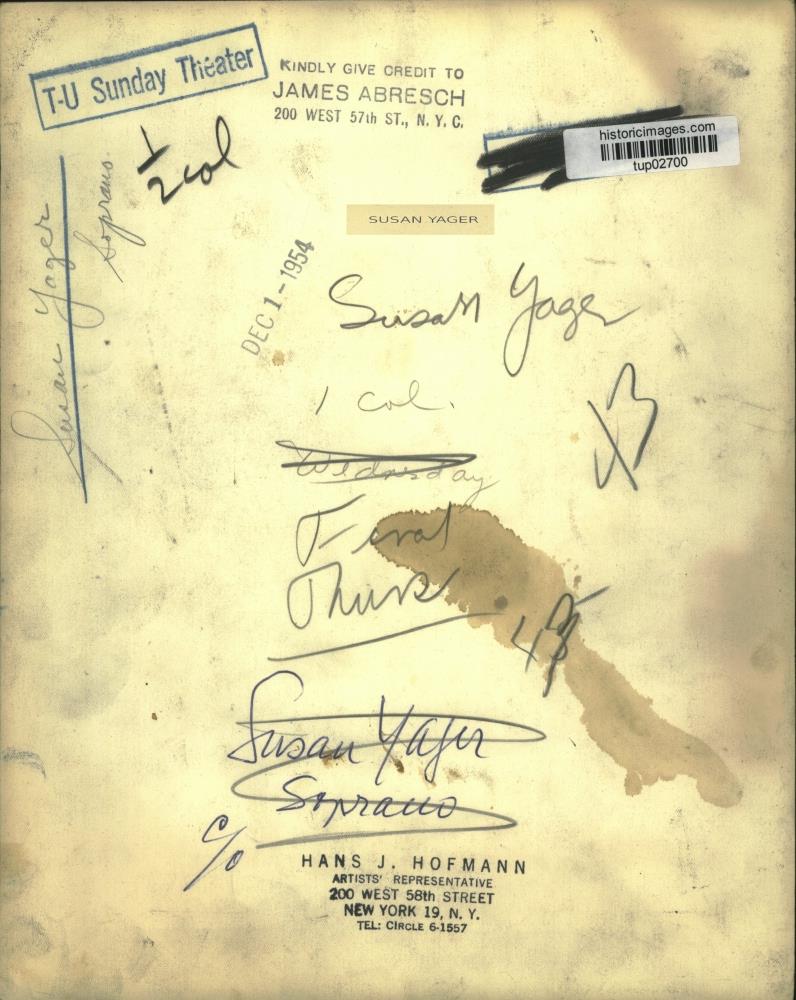 T-U Sunday Theater
KINDLY GIVE CREDIT TO
JAMES ABRESCH
200 WEST 57th ST., N. Y. C.
historicimages.com
tup02700
1/2 col
Susan Yager
Soprano.
SUSAN YAGER
DEC 1-1954
Susan Yager
1 col.
Wednesday
Final
Thurs
Susan Yager
Soprano
c/o
HANS J. HOFMANN
ARTISTS' REPRESENTATIVE
200 WEST 58th STREET
NEW YORK 19, N. Y.
TEL: CIRCLE 6-1557